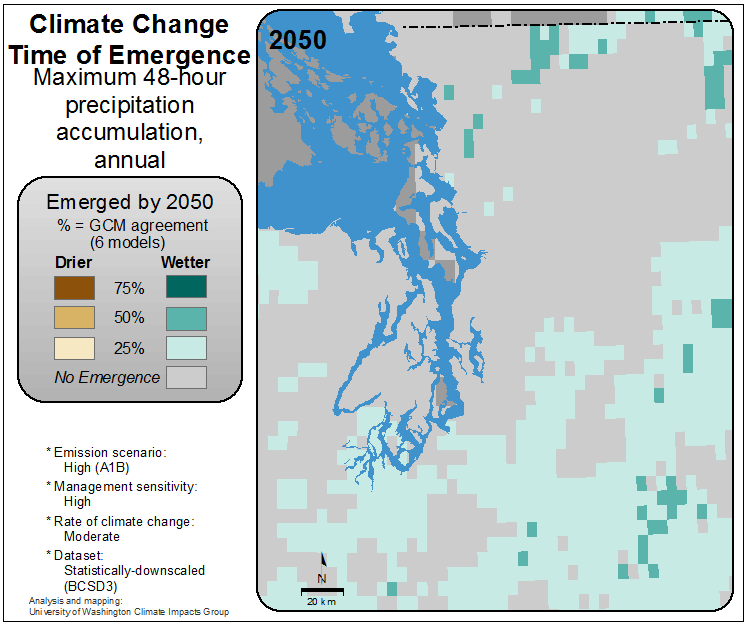 Climate Change
Time of Emergence
Maximum 48-hour
precipitation
accumulation,
annual
Emerged by 2050
% = GCM agreement
(6 models)
Drier Wetter
75%
50%
25%
No Emergence
* Emission scenario:
High (A1B)
* Management sensitivity:
High
* Rate of climate change:
Moderate
* Dataset:
Statistically-downscaled
(BCSD3)
Analysis and mapping:
University of Washington Climate Impacts Group
2050
N
20 km